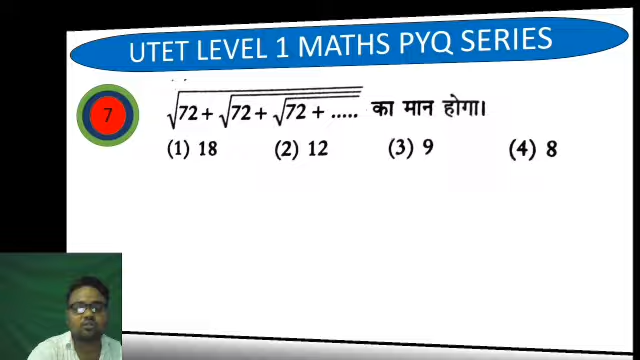 UTET LEVEL 1 MATHS PYQ SERIES
7
√72 + √72 + √72 + ..... का मान होगा।
(1) 18 (2) 12 (3) 9 (4) 8